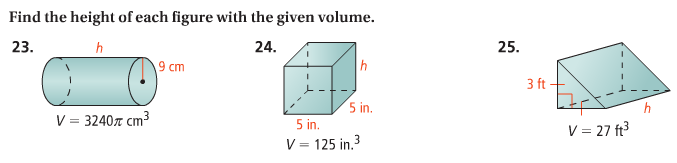 Find the height of each figure with the given volume.
23. h 9 cm
V = 3240π cm³
24. h
5 in.
5 in.
V = 125 in.³
25. 3 ft h
V = 27 ft³